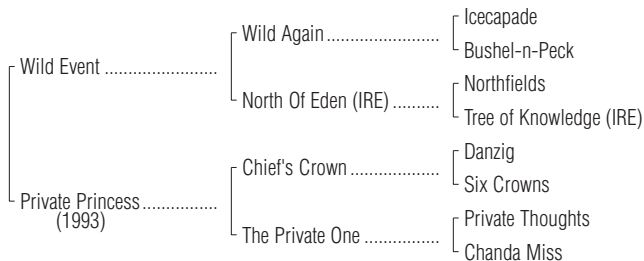 Icecapade
Wild Again
Bushel-n-Peck
Wild Event
Northfields
North Of Eden (IRE)
Tree of Knowledge (IRE)
Danzig
Chief's Crown
Six Crowns
Private Princess
(1993)
Private Thoughts
The Private One
Chanda Miss